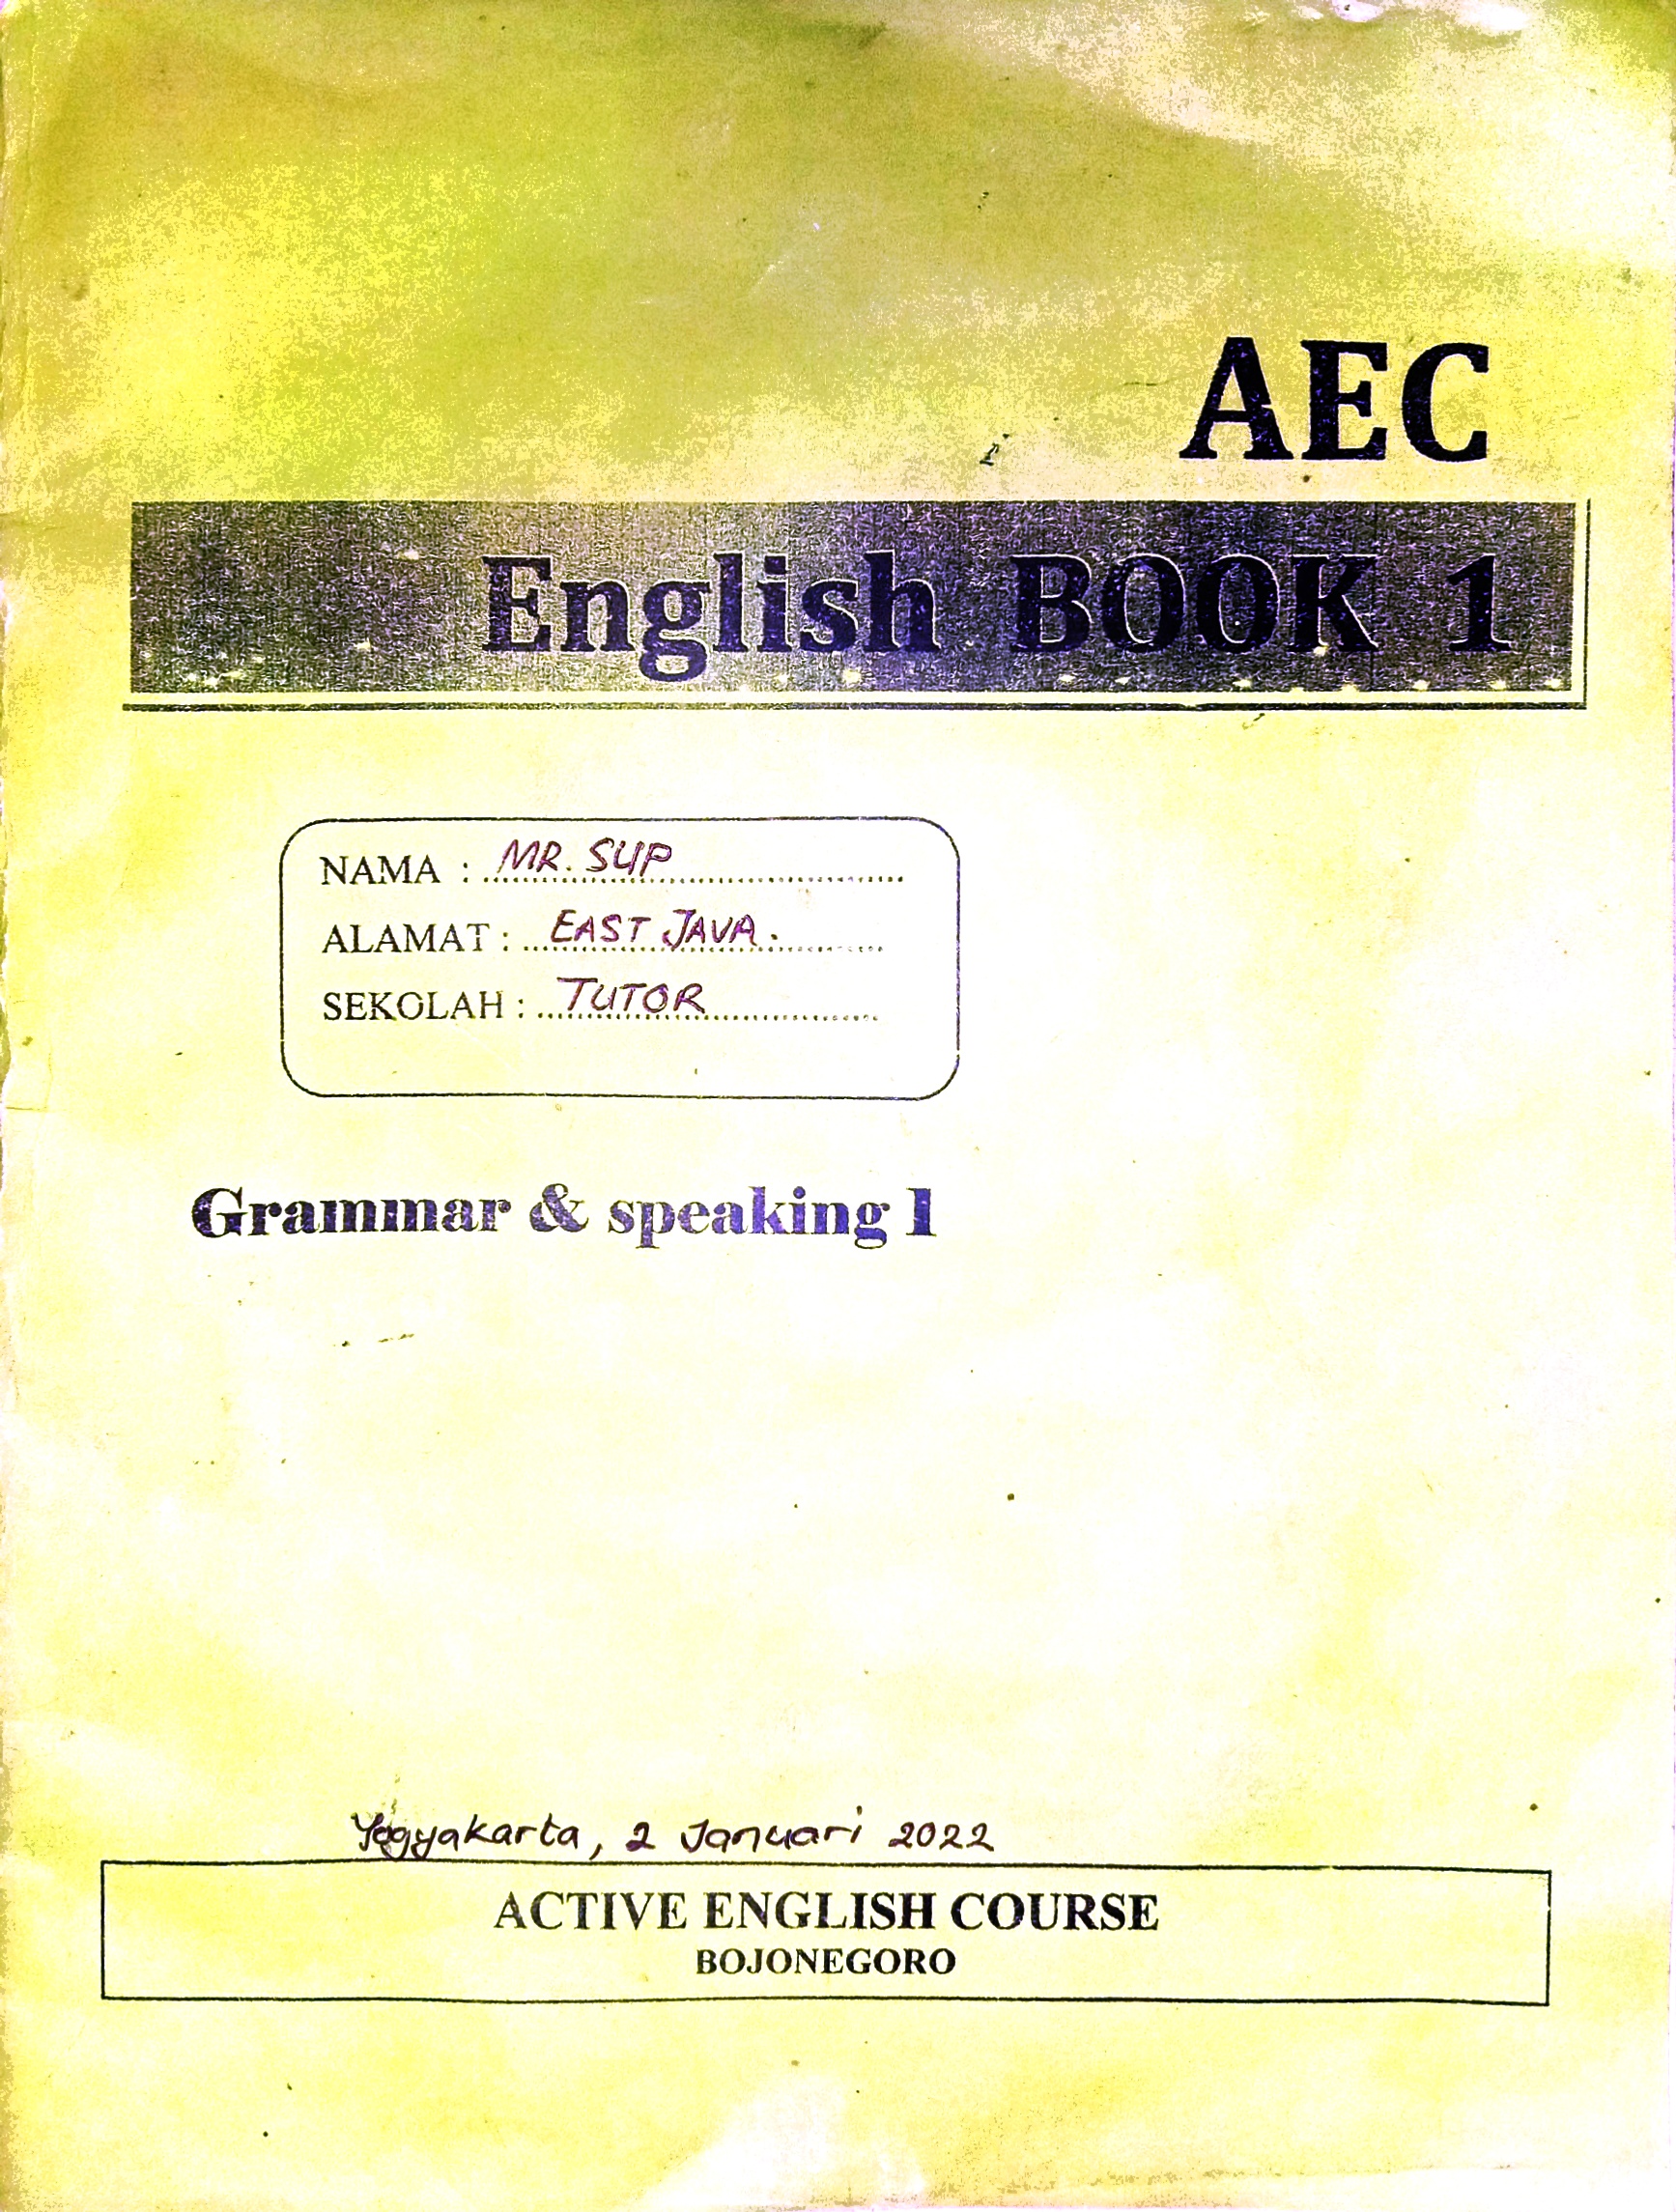 AEC
English BOOK 1
NAMA : MR. SUP
ALAMAT : EAST JAVA.
SEKOLAH : TUTOR
Grammar & speaking 1
Yogyakarta, 2 Januari 2022
ACTIVE ENGLISH COURSE
BOJONEGORO